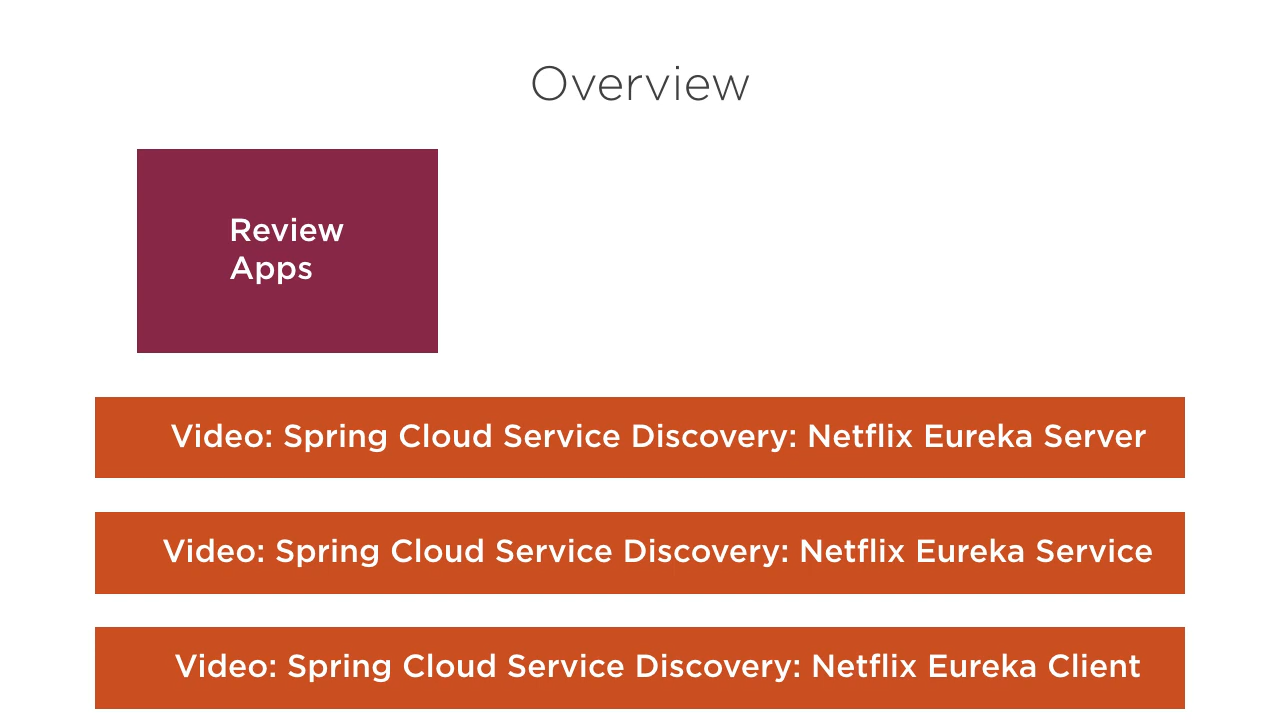 Overview
Review
Apps
Video: Spring Cloud Service Discovery: Netflix Eureka Server
Video: Spring Cloud Service Discovery: Netflix Eureka Service
Video: Spring Cloud Service Discovery: Netflix Eureka Client